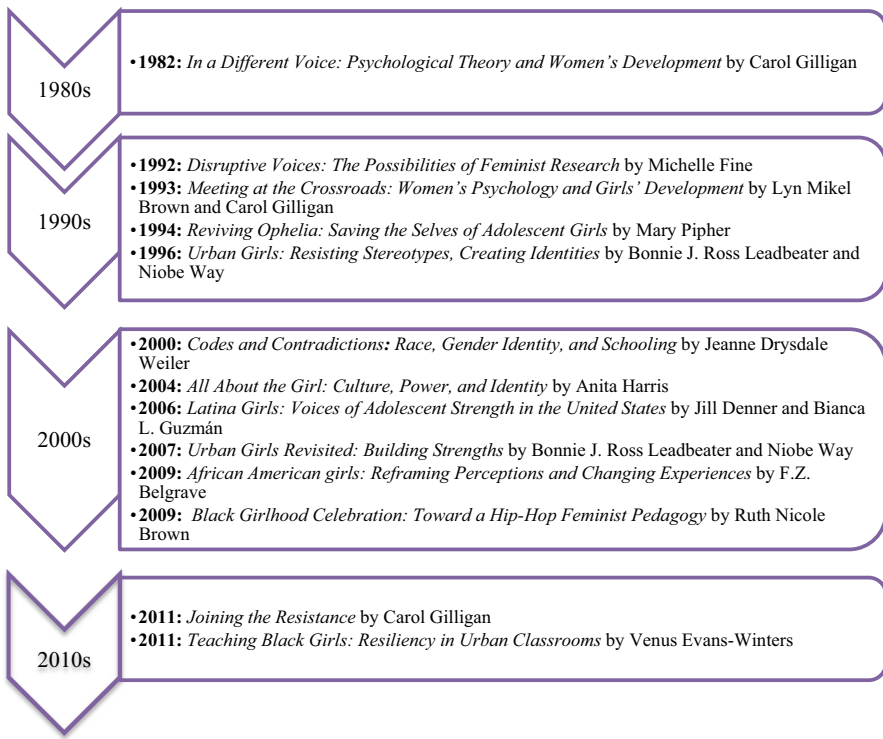 1980s
•1982: In a Different Voice: Psychological Theory and Women's Development by Carol Gilligan
1990s
•1992: Disruptive Voices: The Possibilities of Feminist Research by Michelle Fine
•1993: Meeting at the Crossroads: Women's Psychology and Girls' Development by Lyn Mikel
Brown and Carol Gilligan
•1994: Reviving Ophelia: Saving the Selves of Adolescent Girls by Mary Pipher
•1996: Urban Girls: Resisting Stereotypes, Creating Identities by Bonnie J. Ross Leadbeater and
Niobe Way
2000s
•2000: Codes and Contradictions: Race, Gender Identity, and Schooling by Jeanne Drysdale
Weiler
•2004: All About the Girl: Culture, Power, and Identity by Anita Harris
•2006: Latina Girls: Voices of Adolescent Strength in the United States by Jill Denner and Bianca
L. Guzmán
•2007: Urban Girls Revisited: Building Strengths by Bonnie J. Ross Leadbeater and Niobe Way
•2009: African American girls: Reframing Perceptions and Changing Experiences by F.Z.
Belgrave
•2009: Black Girlhood Celebration: Toward a Hip-Hop Feminist Pedagogy by Ruth Nicole
Brown
2010s
•2011: Joining the Resistance by Carol Gilligan
•2011: Teaching Black Girls: Resiliency in Urban Classrooms by Venus Evans-Winters